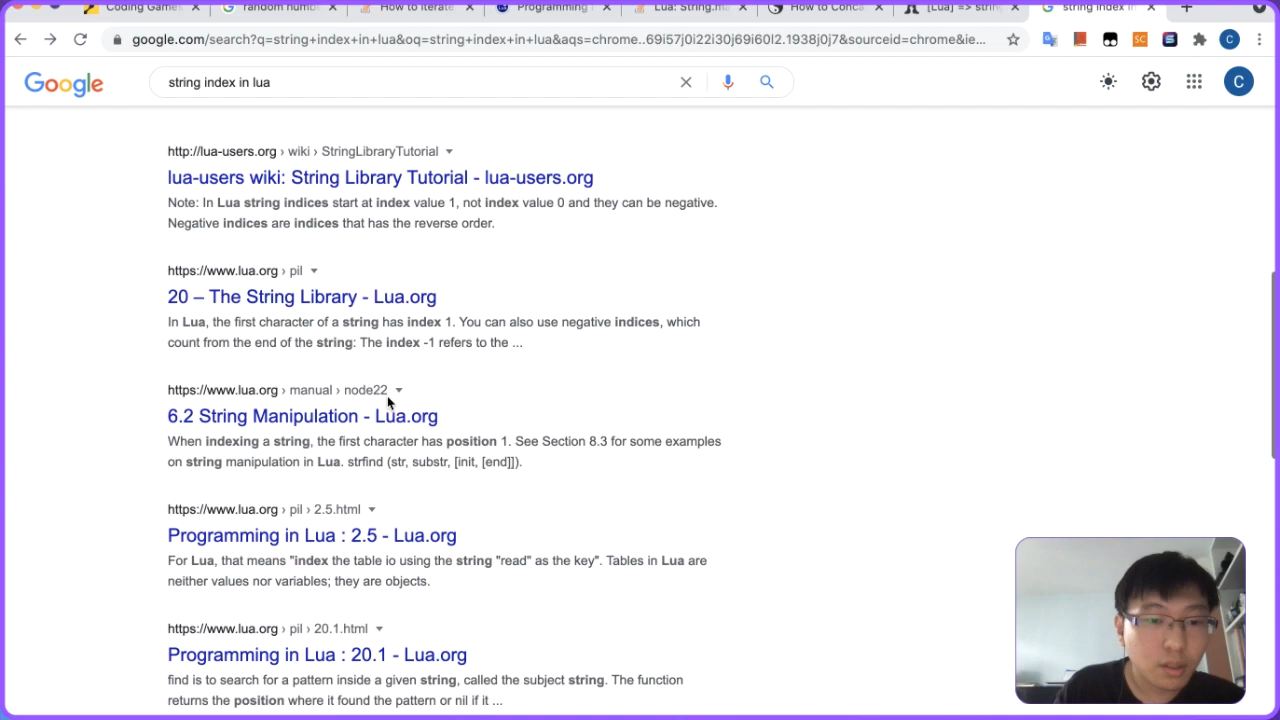 Coding Game
random numb
How to iterate
Programming i
Lua: String.ma
How to Conca
[Lua] => strin
string index in
google.com/search?q=string+index+in+lua&oq=string+index+in+lua&aqs=chrome..69i57j0i22i30j69i60l2.1938j0j7&sourceid=chrome&ie...
SC
C
Google
string index in lua
C
http://lua-users.org › wiki › StringLibraryTutorial
lua-users wiki: String Library Tutorial - lua-users.org
Note: In Lua string indices start at index value 1, not index value 0 and they can be negative.
Negative indices are indices that has the reverse order.
https://www.lua.org › pil
20 – The String Library - Lua.org
In Lua, the first character of a string has index 1. You can also use negative indices, which
count from the end of the string: The index -1 refers to the ...
https://www.lua.org › manual › node22
6.2 String Manipulation - Lua.org
When indexing a string, the first character has position 1. See Section 8.3 for some examples
on string manipulation in Lua. strfind (str, substr, [init, [end]]).
https://www.lua.org › pil › 2.5.html
Programming in Lua : 2.5 - Lua.org
For Lua, that means "index the table io using the string "read" as the key". Tables in Lua are
neither values nor variables; they are objects.
https://www.lua.org › pil › 20.1.html
Programming in Lua : 20.1 - Lua.org
find is to search for a pattern inside a given string, called the subject string. The function
returns the position where it found the pattern or nil if it ...